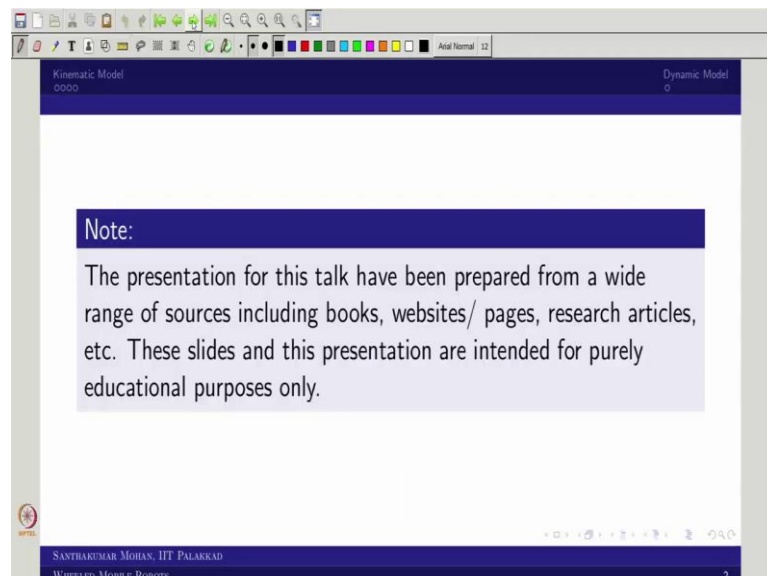 Arial Normal 12
Kinematic Model
Dynamic Model
Note:
The presentation for this talk have been prepared from a wide
range of sources including books, websites/ pages, research articles,
etc. These slides and this presentation are intended for purely
educational purposes only.
NPTEL
SANTHAKUMAR MOHAN, IIT PALAKKAD
WHEELED MOBILE ROBOTS
2